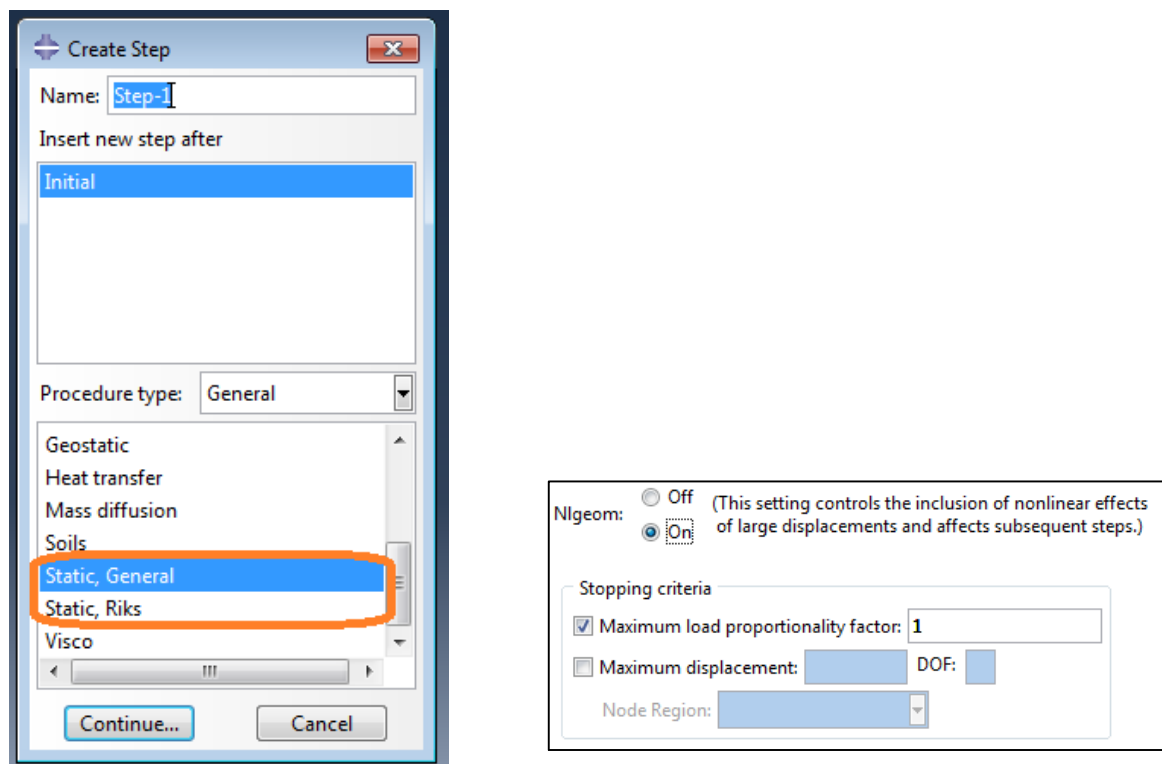 Create Step
Name: Step-1
Insert new step after
Initial
Procedure type: General
Geostatic
Heat transfer
Mass diffusion
Soils
Static, General
Static, Riks
Visco
Continue... Cancel
Nlgeom: Off (This setting controls the inclusion of nonlinear effects
On of large displacements and affects subsequent steps.)
Stopping criteria
Maximum load proportionality factor: 1
Maximum displacement: DOF:
Node Region: